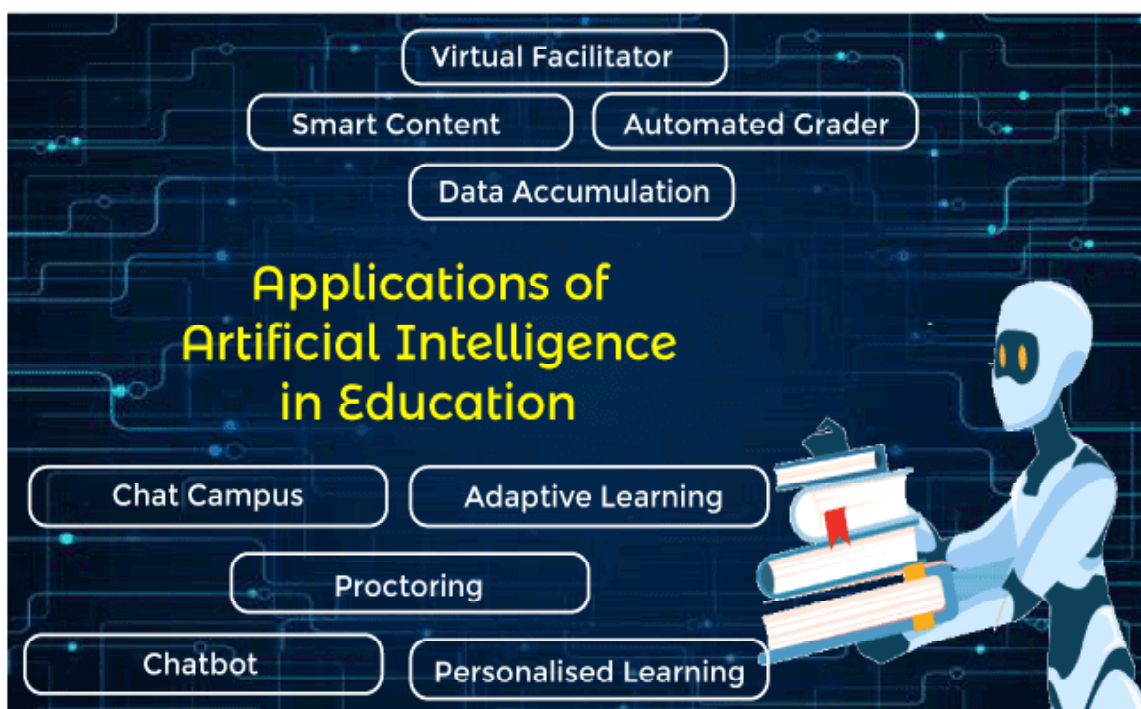 Virtual Facilitator
Smart Content
Automated Grader
Data Accumulation
Applications of
Artificial Intelligence
in Education
Chat Campus
Adaptive Learning
Proctoring
Chatbot
Personalised Learning